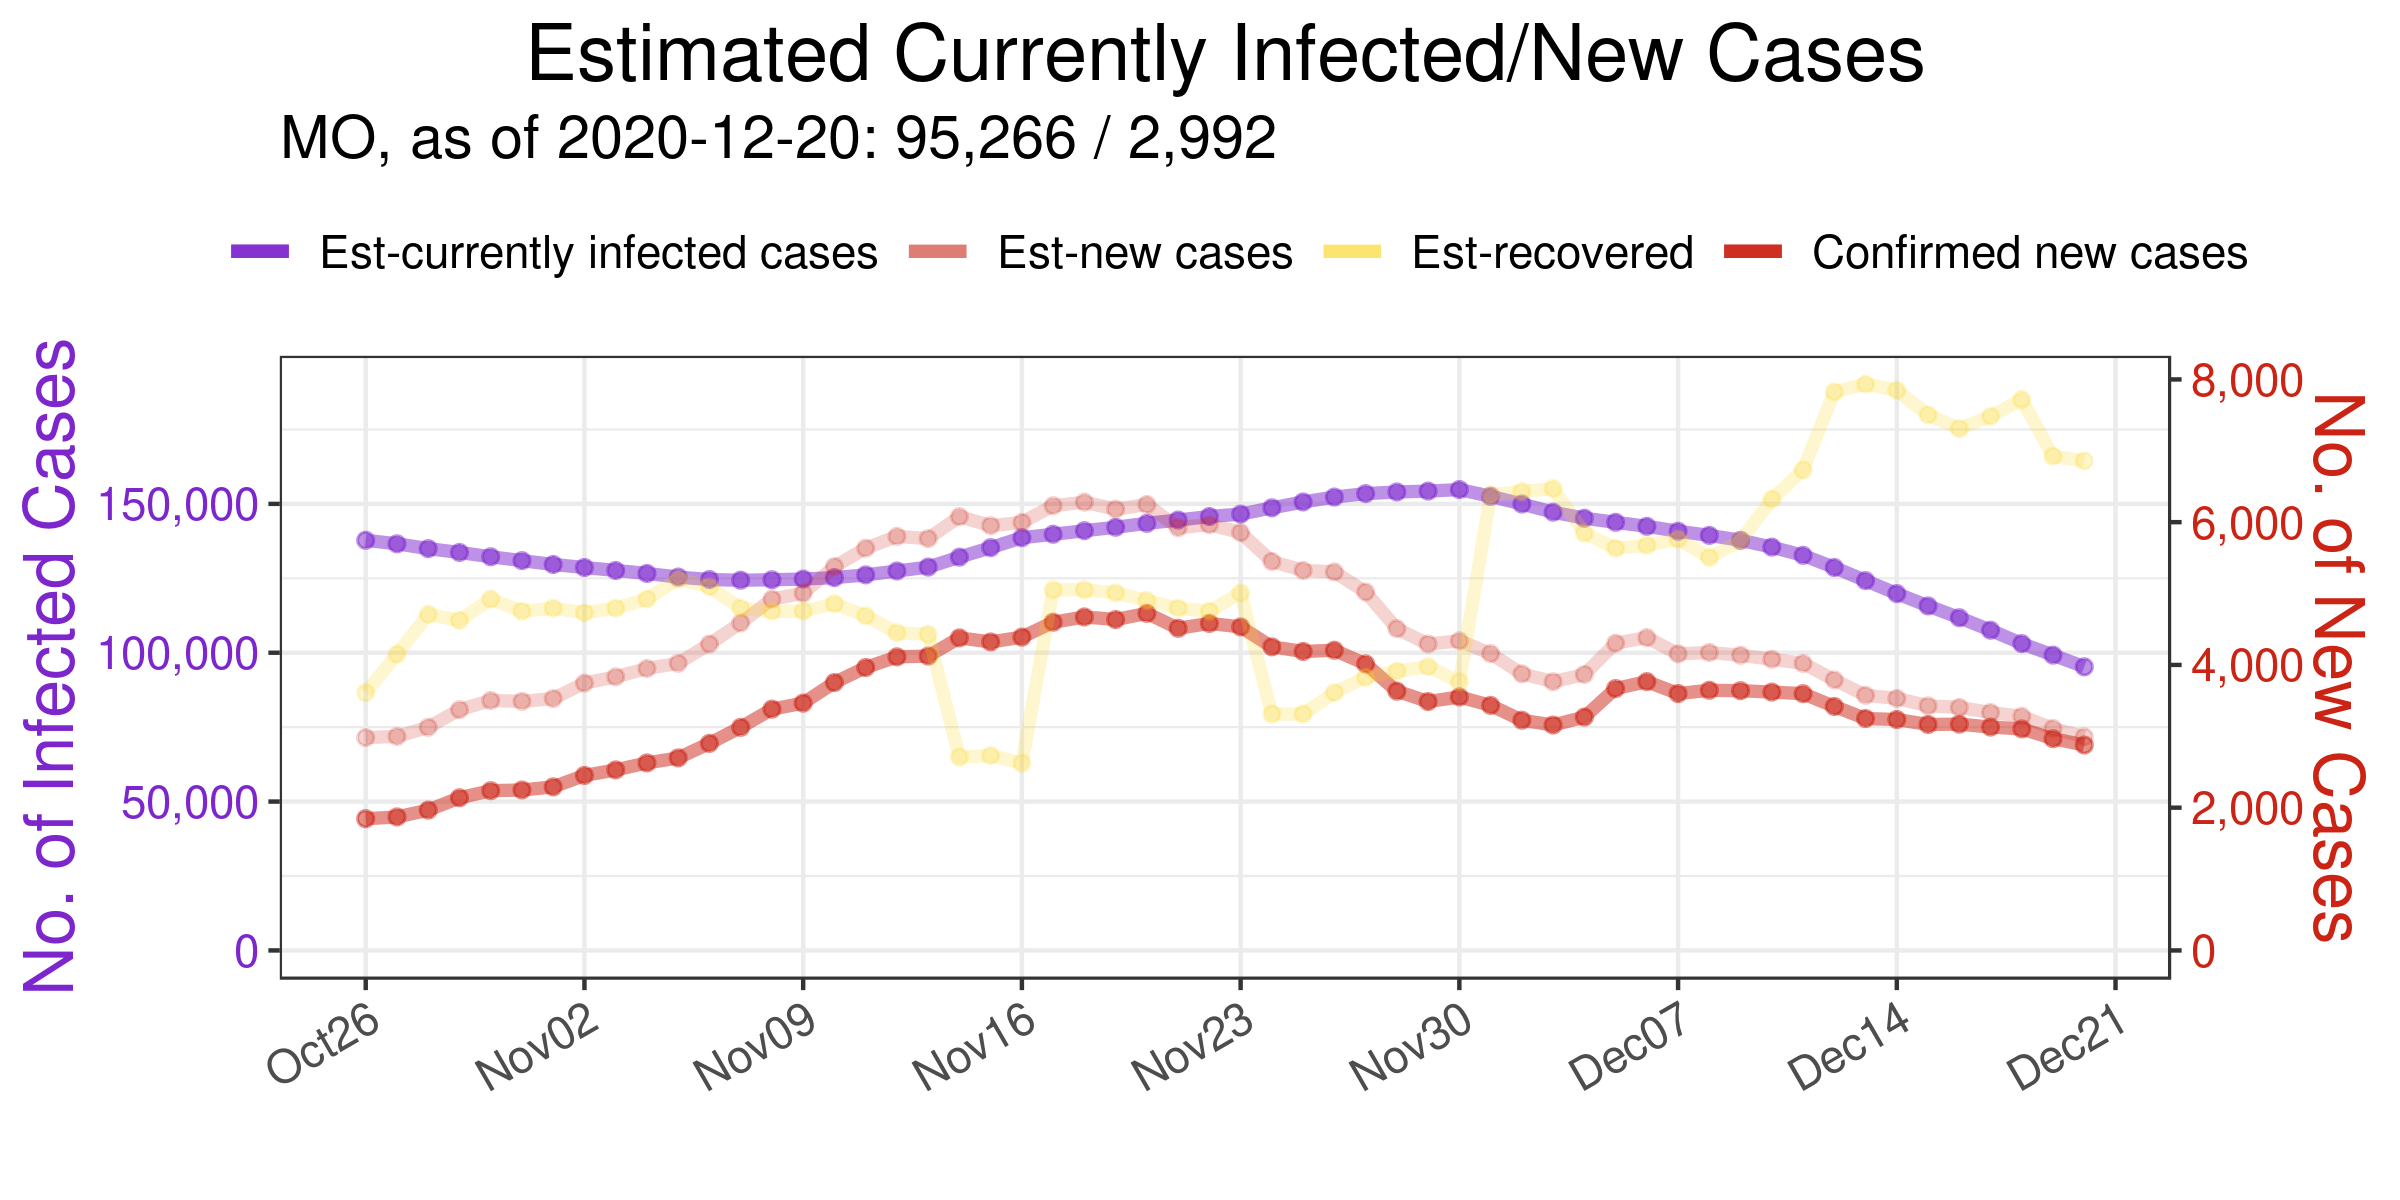 Estimated Currently Infected/New Cases
MO, as of 2020-12-20: 95,266 / 2,992
Est-currently infected cases Est-new cases Est-recovered Confirmed new cases
No. of Infected Cases
150,000
100,000
50,000
0
8,000
6,000
4,000
2,000
0
No. of New Cases
Oct26 Nov02 Nov09 Nov16 Nov23 Nov30 Dec07 Dec14 Dec21